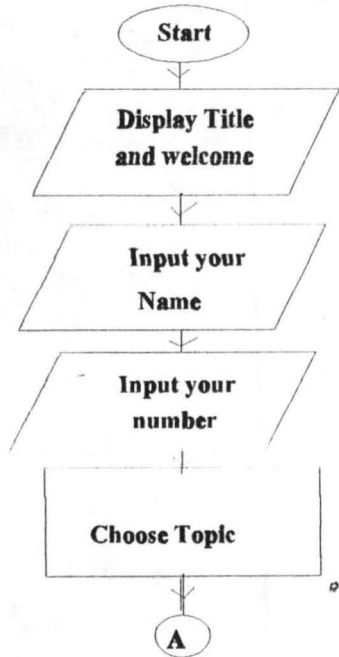 Start
Display Title
and welcome
Input your
Name
Input your
number
Choose Topic
A